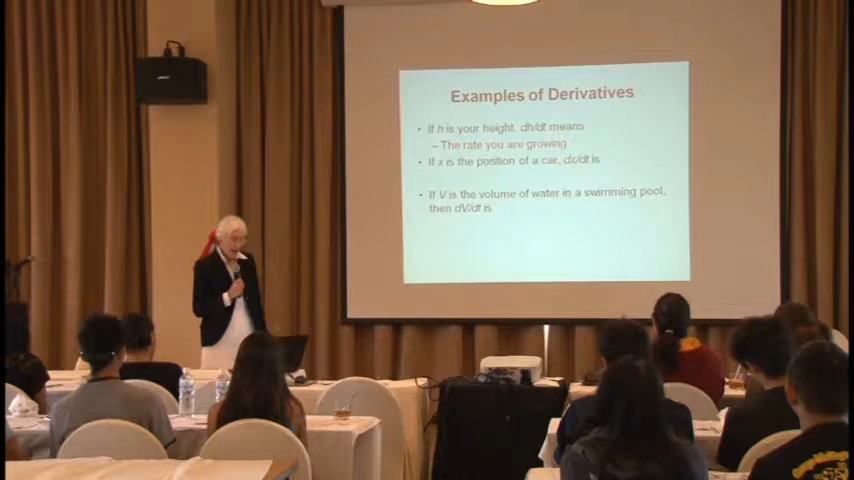 Examples of Derivatives
• If h is your height, dh/dt means
– The rate you are growing
• If x is the position of a car, dx/dt is
• If V is the volume of water in a swimming pool,
then dV/dt is